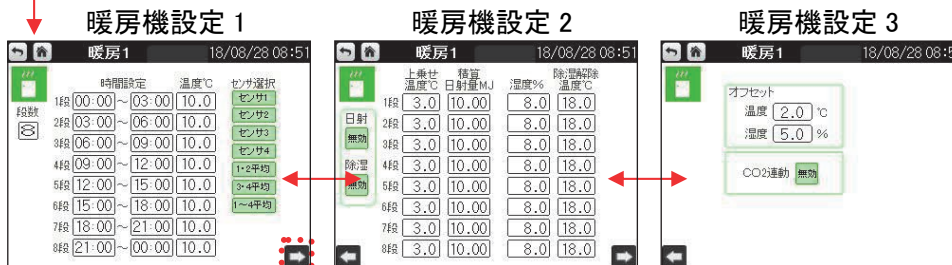 暖房機設定 1
暖房1 18/08/28 08:51
時間設定 温度℃ センサ選択
段数
8
1段 00:00 ~ 03:00 10.0 センサ1
2段 03:00 ~ 06:00 10.0 センサ2
3段 06:00 ~ 09:00 10.0 センサ3
4段 09:00 ~ 12:00 10.0 センサ4
5段 12:00 ~ 15:00 10.0 1・2平均
6段 15:00 ~ 18:00 10.0 3・4平均
7段 18:00 ~ 21:00 10.0 1~4平均
8段 21:00 ~ 00:00 10.0
暖房機設定 2
暖房1 18/08/28 08:51
上乗せ温度℃ 積算日射量MJ 湿度% 除湿解除温度℃
日射
無効
除湿
無効
1段 3.0 10.00 8.0 18.0
2段 3.0 10.00 8.0 18.0
3段 3.0 10.00 8.0 18.0
4段 3.0 10.00 8.0 18.0
5段 3.0 10.00 8.0 18.0
6段 3.0 10.00 8.0 18.0
7段 3.0 10.00 8.0 18.0
8段 3.0 10.00 8.0 18.0
暖房機設定 3
暖房1 18/08/28 08:5
オフセット
温度 2.0 ℃
湿度 5.0 %
CO2連動 無効